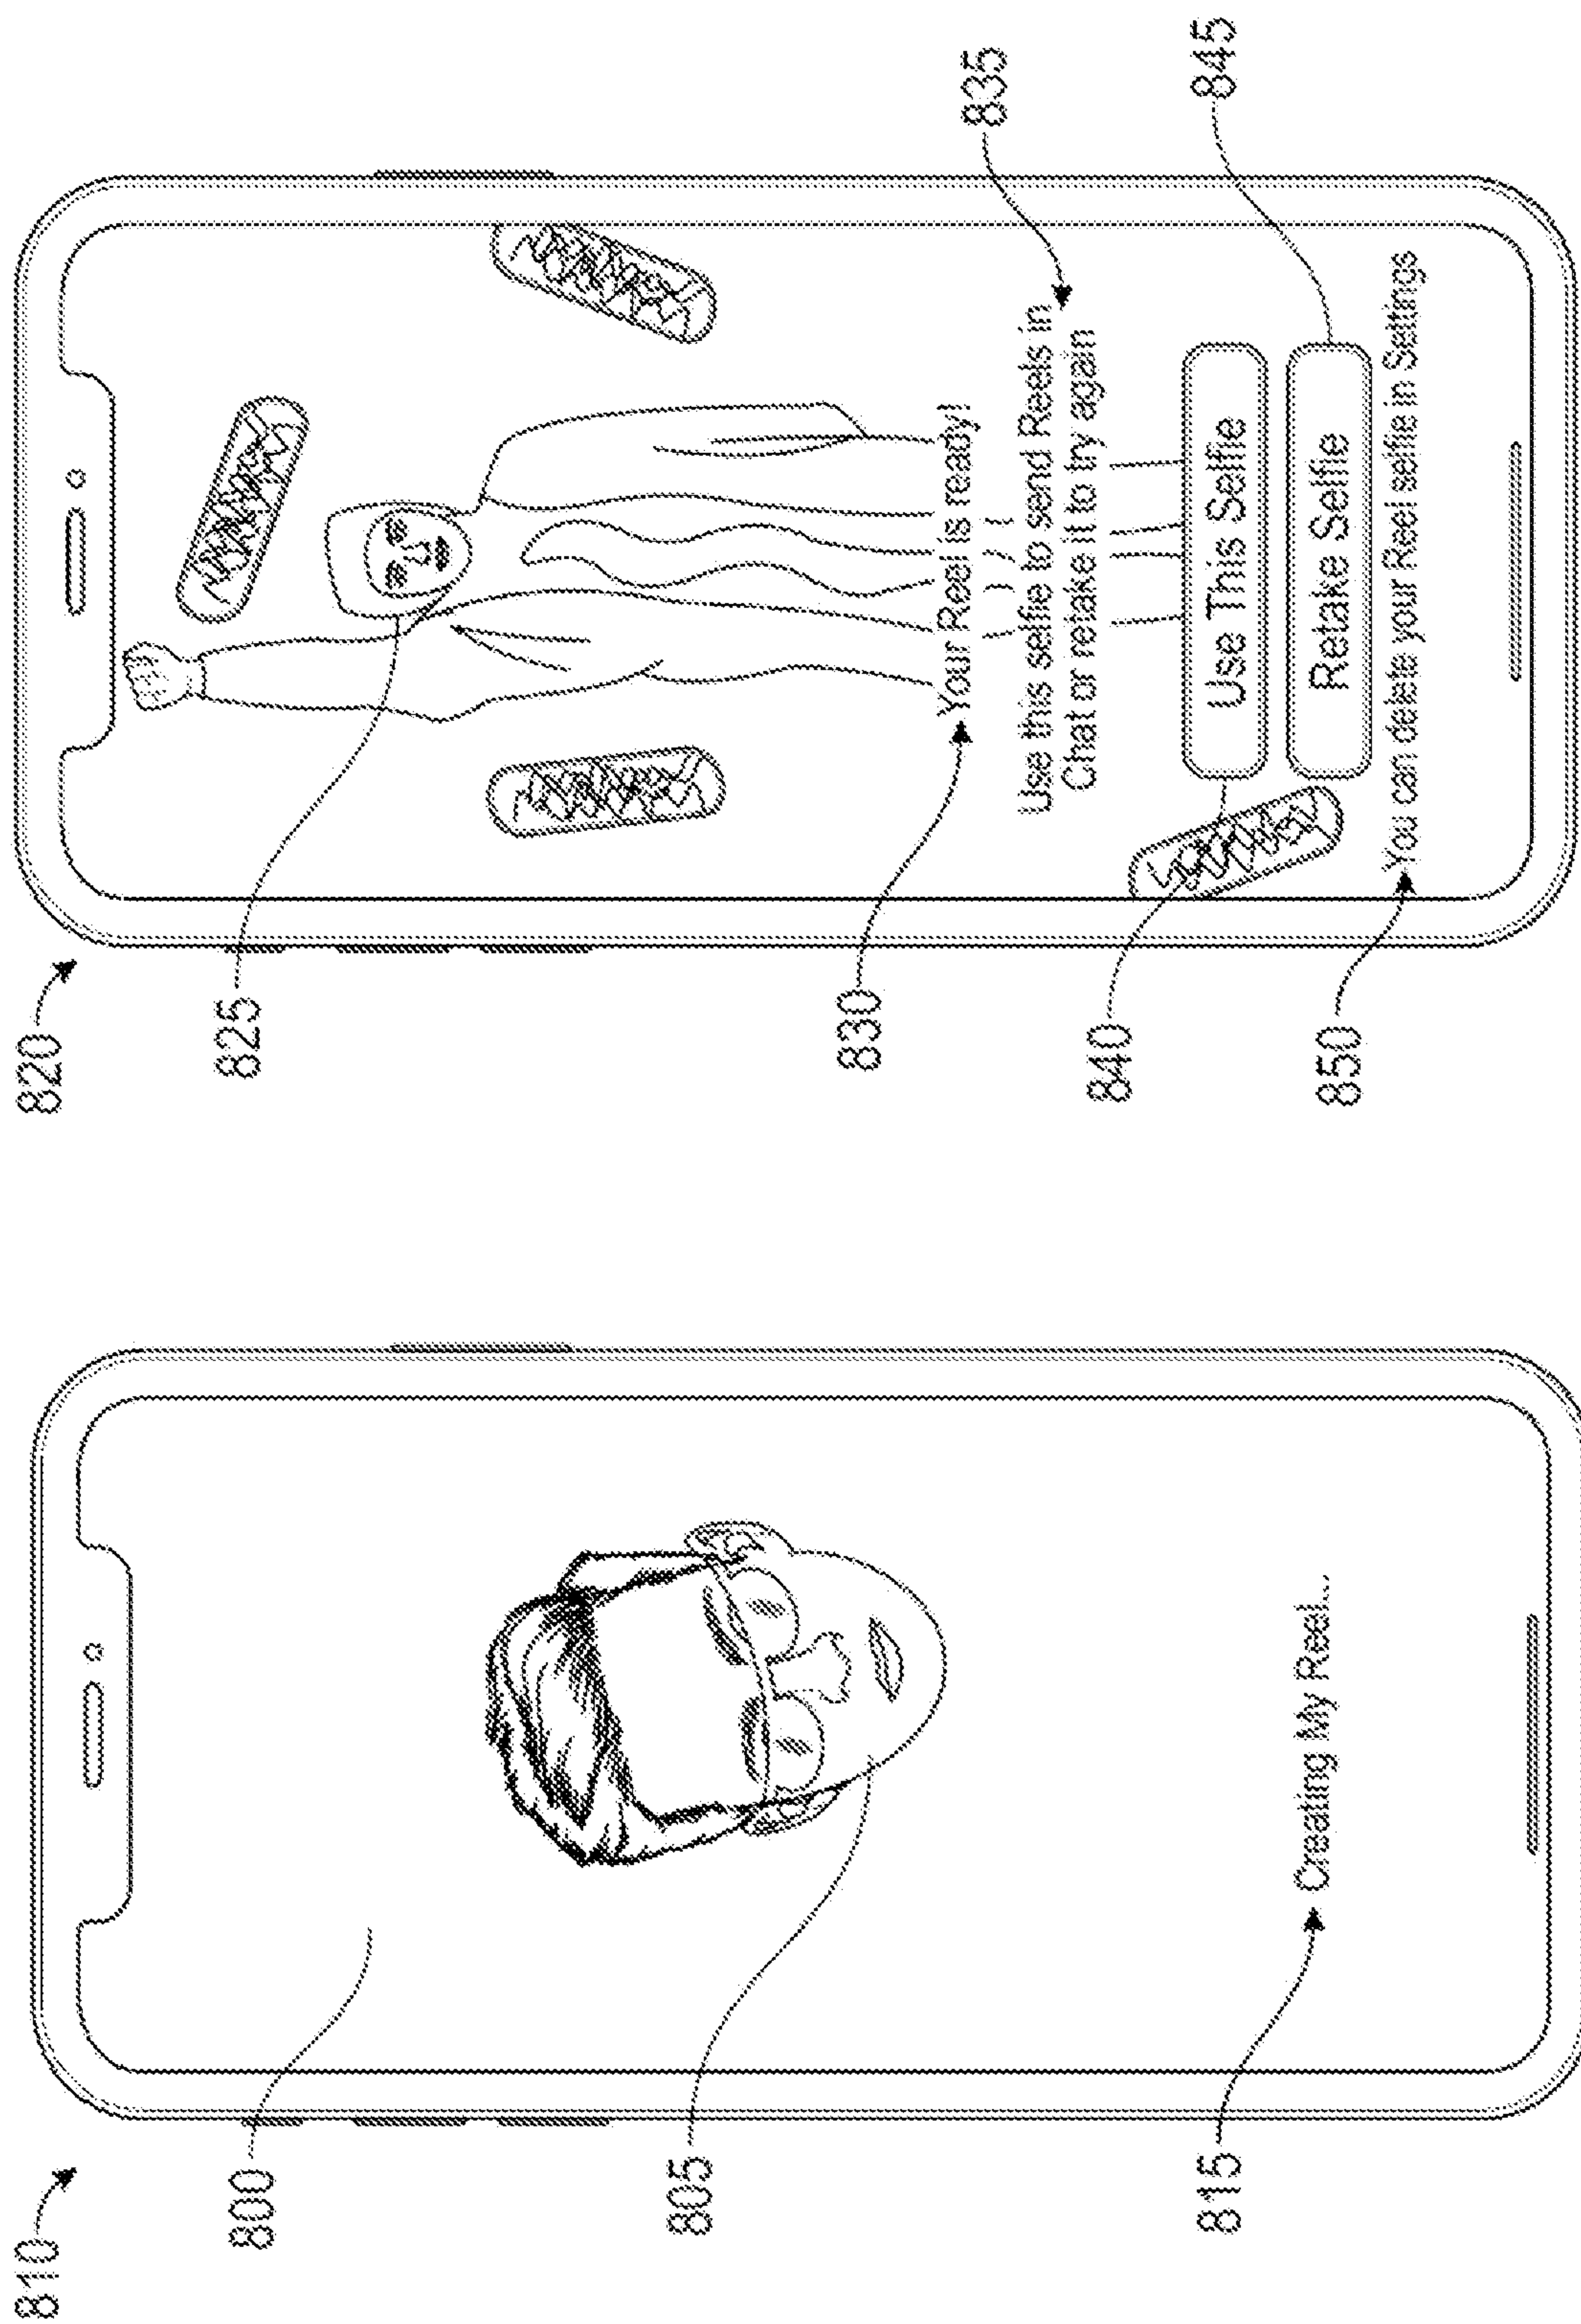 810
800
805
815
Creating My Reel...
820
825
830
Your Reel is ready!
835
Use this selfie to send Reels in
Chat or retake it to try again
840
Use This Selfie
845
Retake Selfie
850
You can delete your Reel selfie in Settings